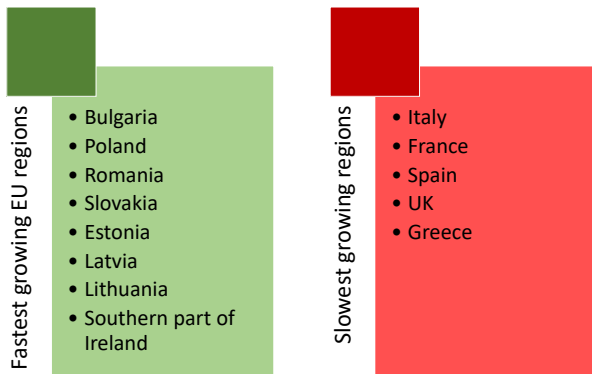 Fastest growing EU regions
• Bulgaria
• Poland
• Romania
• Slovakia
• Estonia
• Latvia
• Lithuania
• Southern part of
Ireland
Slowest growing regions
• Italy
• France
• Spain
• UK
• Greece